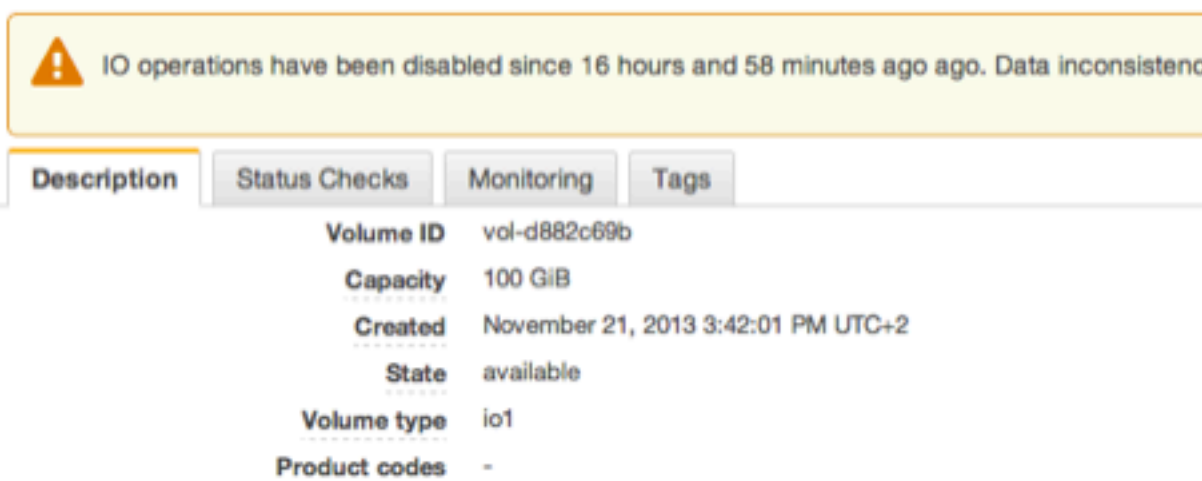 IO operations have been disabled since 16 hours and 58 minutes ago ago. Data inconsistenc
Description Status Checks Monitoring Tags
Volume ID vol-d882c69b
Capacity 100 GiB
Created November 21, 2013 3:42:01 PM UTC+2
State available
Volume type io1
Product codes -